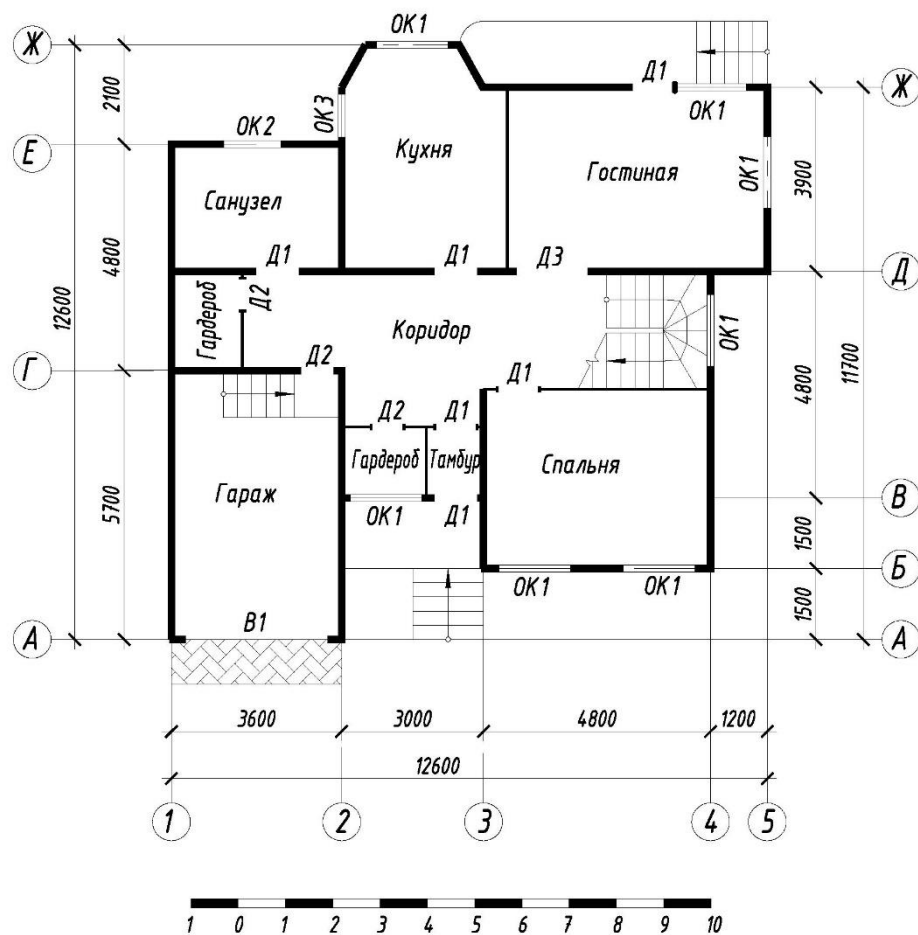 ОК1
Ж
Д1
Ж
2100
ОК3
ОК1
ОК2
Кухня
Е
ОК1
3900
Гостиная
Санузел
Д1
Д1
Д3
Д
4800
12600
Гардероб
Д2
Коридор
ОК1
Г
Д2
Д1
4800
11700
Д2
Д1
Гардероб
Тамбур
Спальня
Гараж
В
5700
ОК1
Д1
1500
ОК1
ОК1
Б
В1
1500
А
А
3600
3000
4800
1200
12600
1
2
3
4
5
1 0 1 2 3 4 5 6 7 8 9 10